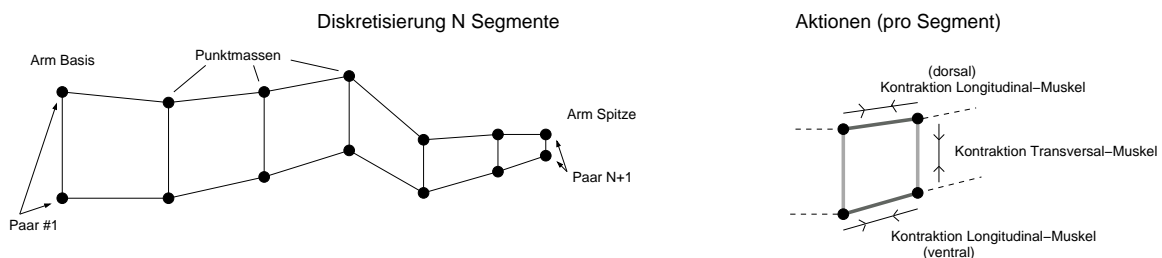 Diskretisierung N Segmente
Arm Basis
Punktmassen
Arm Spitze
Paar N+1
Paar #1
Aktionen (pro Segment)
(dorsal)
Kontraktion Longitudinal−Muskel
Kontraktion Transversal−Muskel
Kontraktion Longitudinal−Muskel
(ventral)